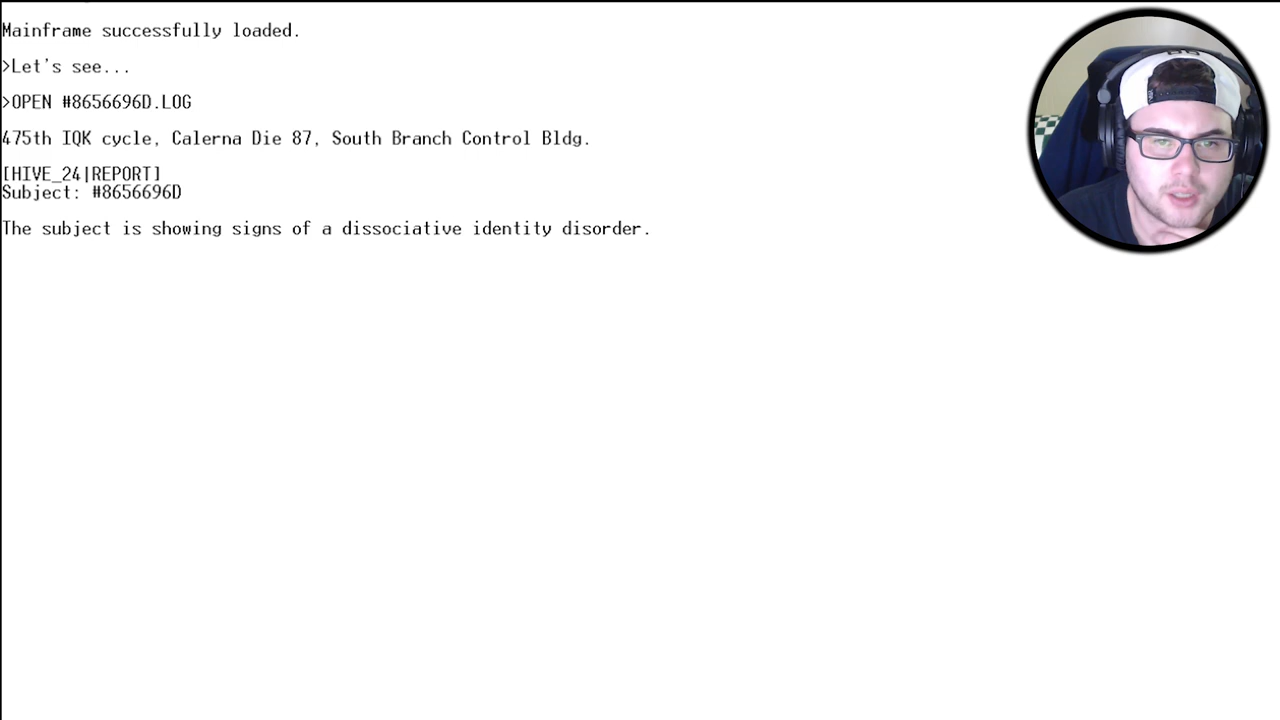 Mainframe successfully loaded.
>Let's see...
>OPEN #8656696D.LOG
475th IQK cycle, Calerna Die 87, South Branch Control Bldg.
[HIVE_24|REPORT]
Subject: #8656696D
The subject is showing signs of a dissociative identity disorder.